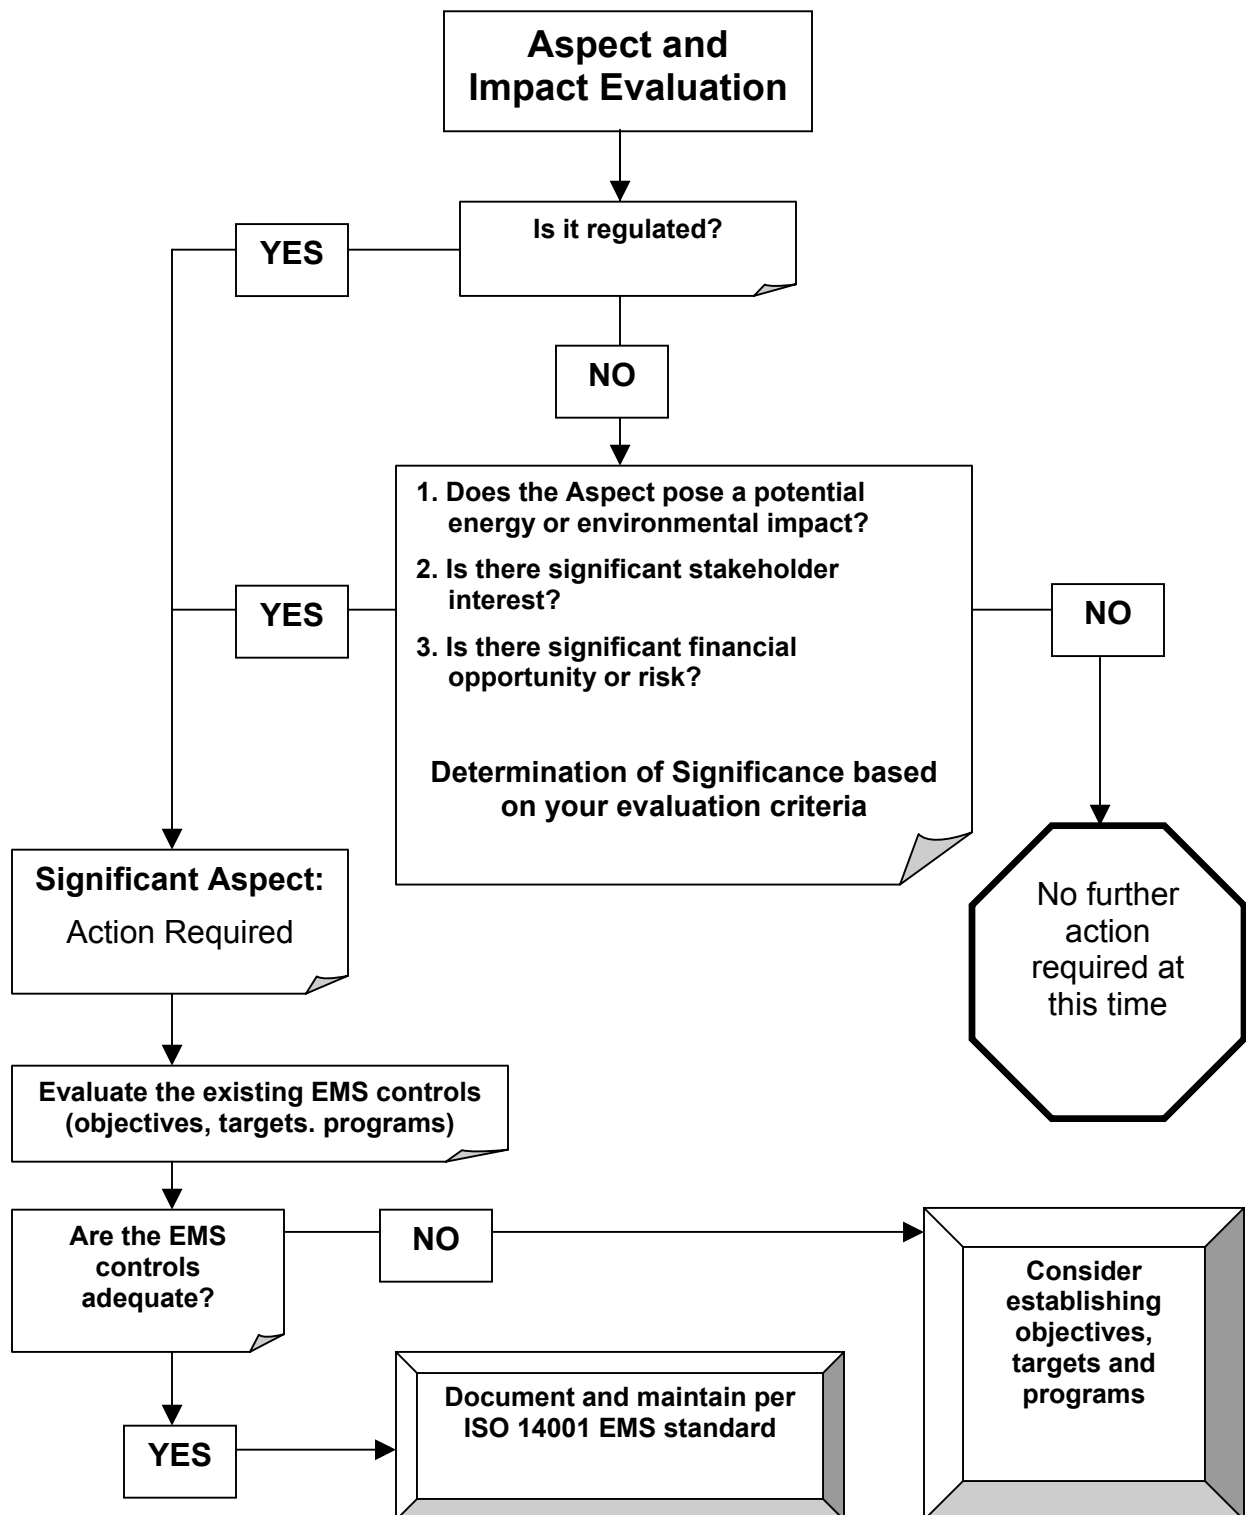 Aspect and
Impact Evaluation
Is it regulated?
YES
NO
1. Does the Aspect pose a potential
energy or environmental impact?
2. Is there significant stakeholder
interest?
3. Is there significant financial
opportunity or risk?
Determination of Significance based
on your evaluation criteria
YES
NO
Significant Aspect:
Action Required
No further
action
required at
this time
Evaluate the existing EMS controls
(objectives, targets. programs)
Are the EMS
controls
adequate?
NO
Consider
establishing
objectives,
targets and
programs
YES
Document and maintain per
ISO 14001 EMS standard